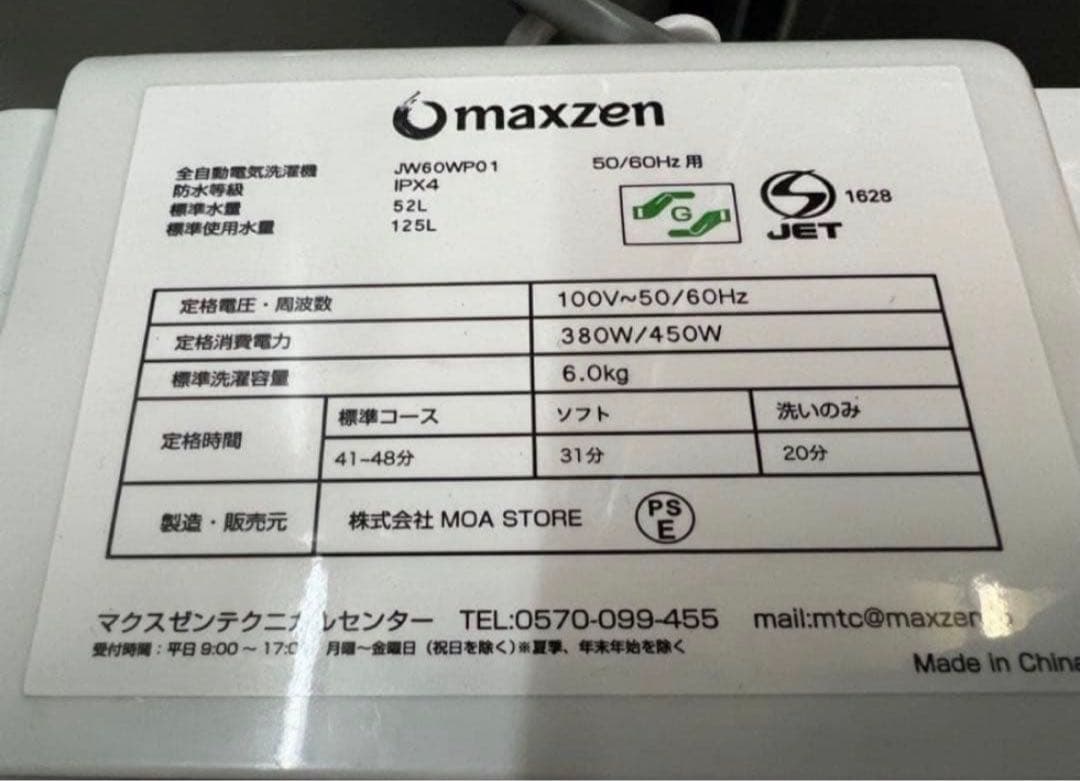 maxzen
全自動電気洗濯機 JW60WP01 50/60Hz 用
防水等級 IPX4
標準水量 52L
標準使用水量 125L
G
JET 1628
定格電圧・周波数 100V~50/60Hz
定格消費電力 380W/450W
標準洗濯容量 6.0kg
定格時間
標準コース ソフト 洗いのみ
41-48分 31分 20分
製造・販売元 株式会社 MOA STORE PS E
TEL:0570-099-455
受付時間:平日 9:00~ 月曜~金曜日(祝日を除く)※夏季、年末年始を除く
Made in China